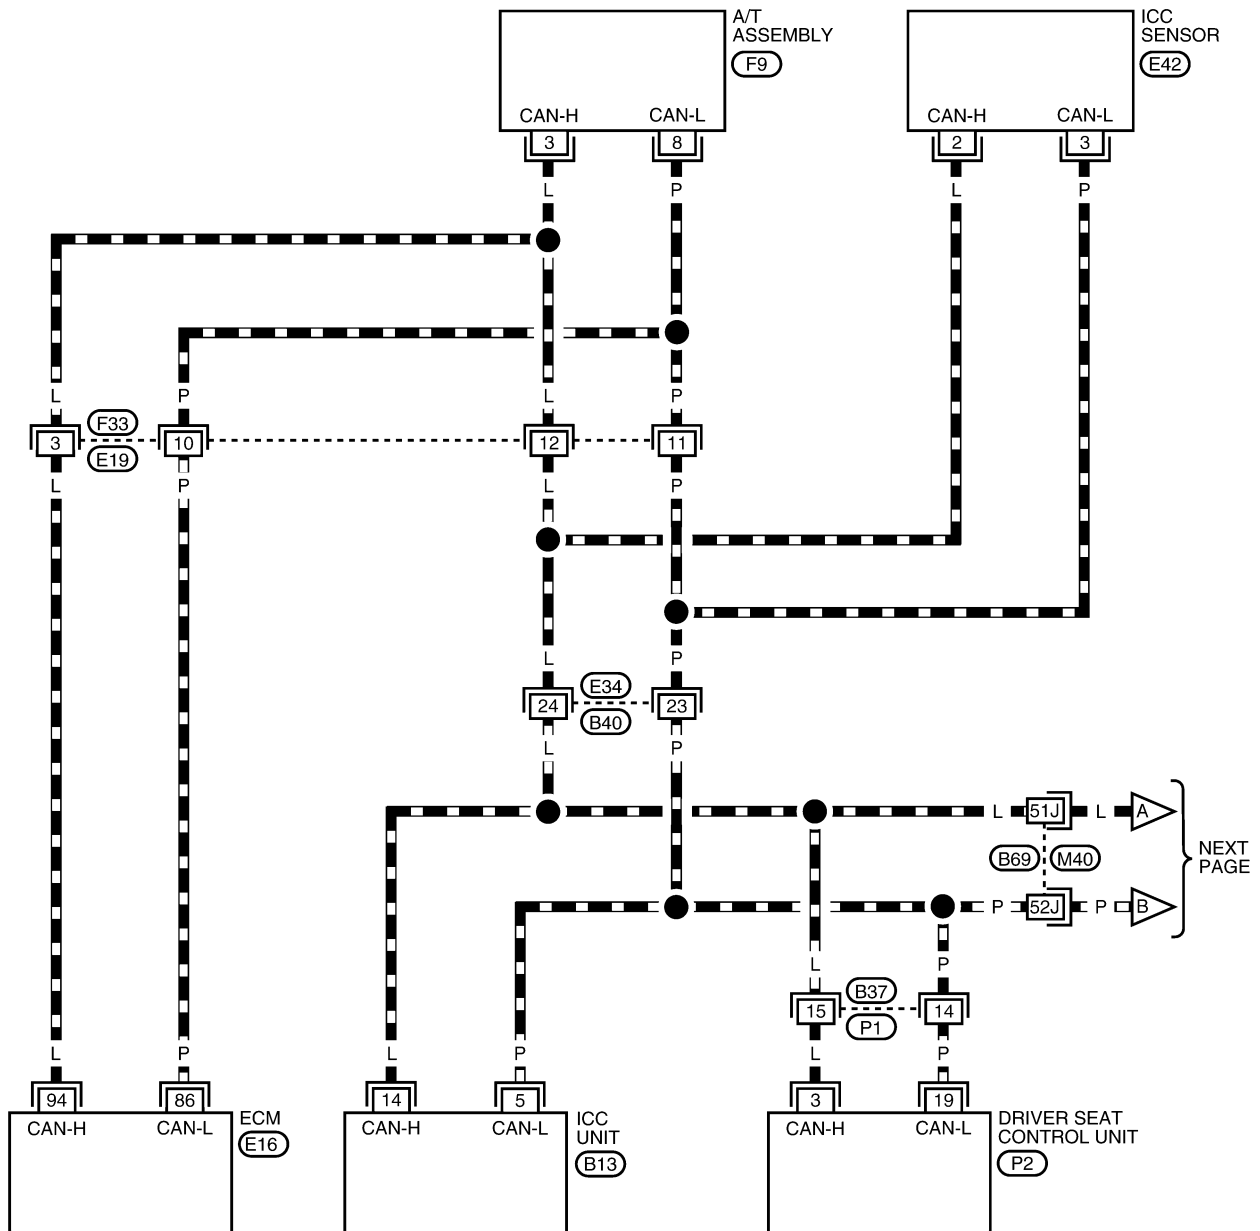 A/T
ASSEMBLY
F9
ICC
SENSOR
E42
CAN-H CAN-L
CAN-H CAN-L
3 8
2 3
L P
L P
L P L P
F33
3 10 12 11
E19
L P L P
L P
E34
24 23
B40
L P
L 51J L A
B69 M40
NEXT
PAGE
P 52J P B
L P
B37
15 14
P1
L P L P L P
94 86 14 5 3 19
CAN-H CAN-L
ECM
E16
CAN-H CAN-L
ICC
UNIT
B13
CAN-H CAN-L
DRIVER SEAT
CONTROL UNIT
P2